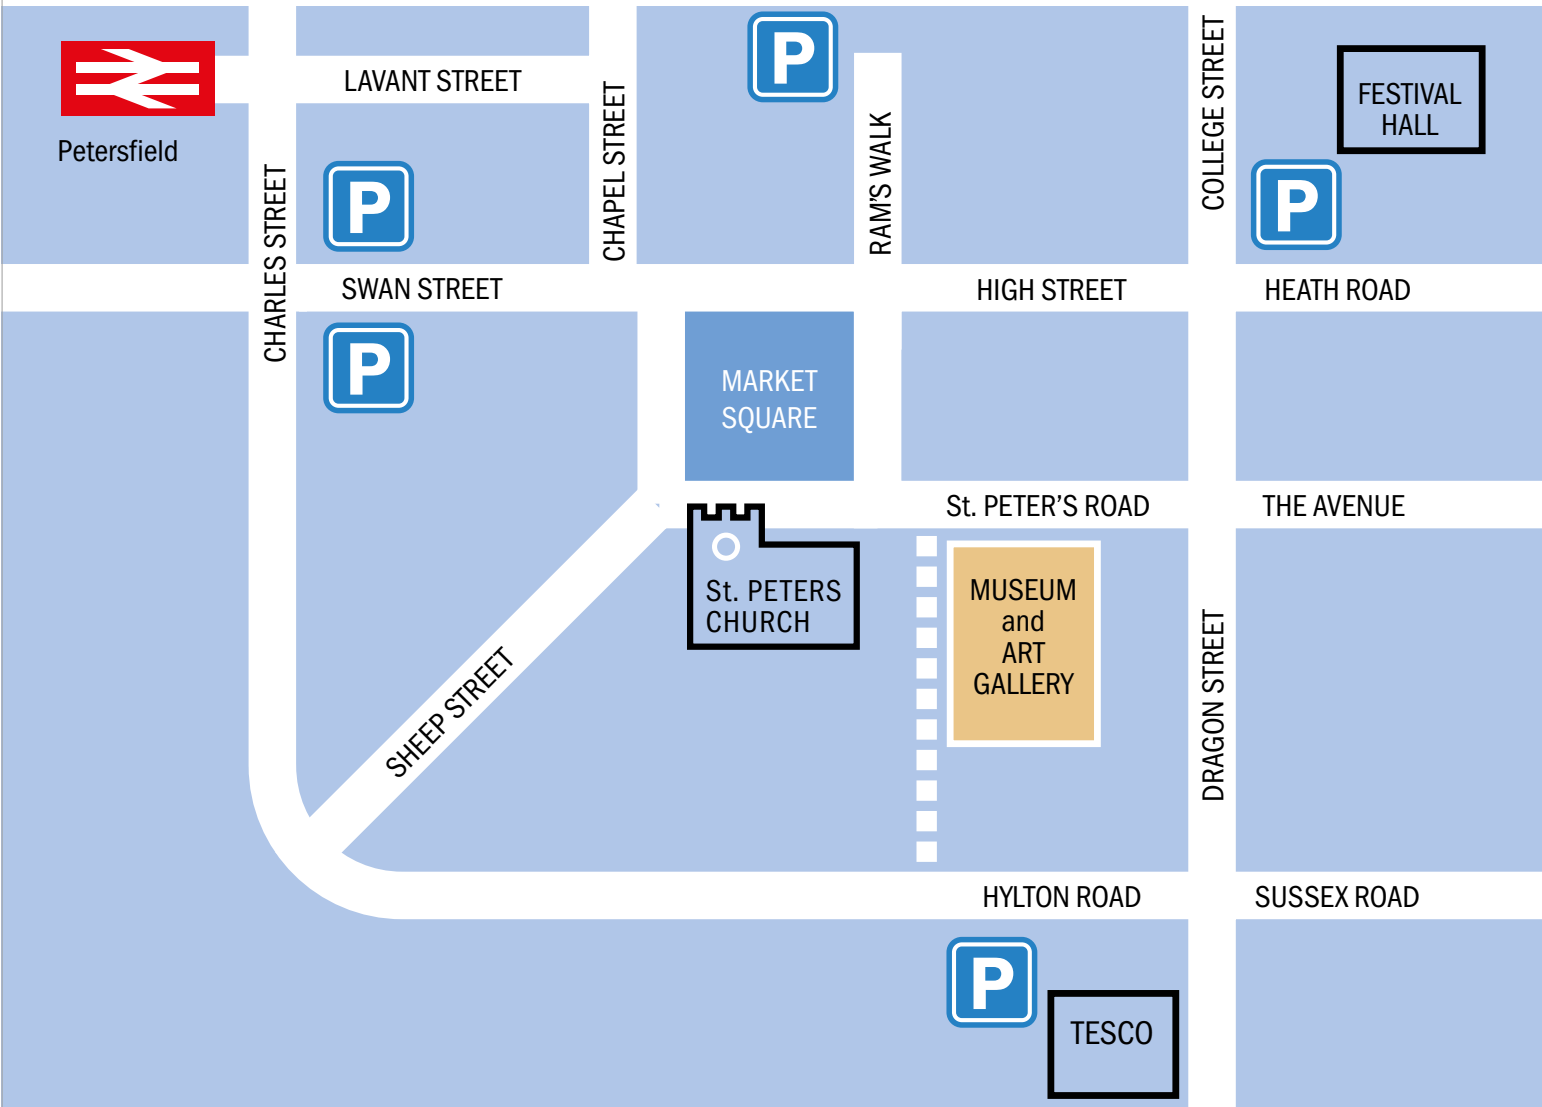 COLLEGE STREET
P
FESTIVAL
HALL
LAVANT STREET
CHAPEL STREET
RAM'S WALK
Petersfield
CHARLES STREET
P
P
SWAN STREET
HIGH STREET
HEATH ROAD
P
MARKET
SQUARE
St. PETER'S ROAD
THE AVENUE
St. PETERS
CHURCH
MUSEUM
and
ART
GALLERY
SHEEP STREET
DRAGON STREET
HYLTON ROAD
SUSSEX ROAD
P
TESCO